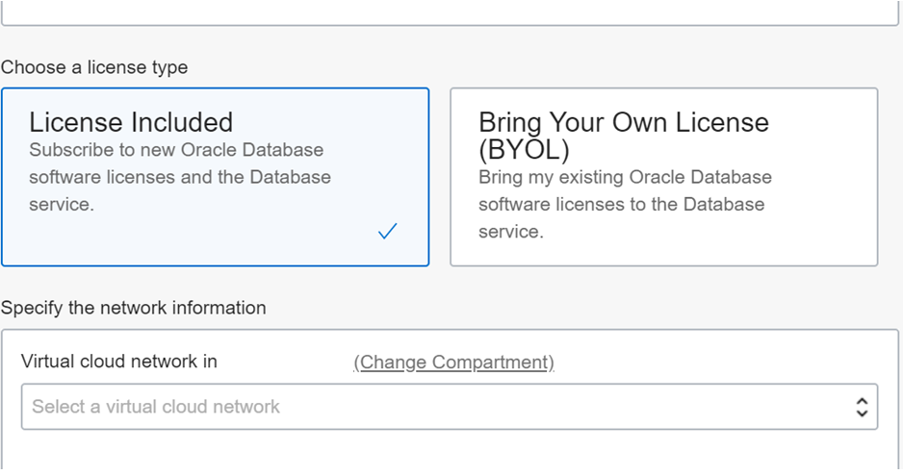 Choose a license type
License Included
Subscribe to new Oracle Database
software licenses and the Database
service.
Bring Your Own License
(BYOL)
Bring my existing Oracle Database
software licenses to the Database
service.
Specify the network information
Virtual cloud network in (Change Compartment)
Select a virtual cloud network